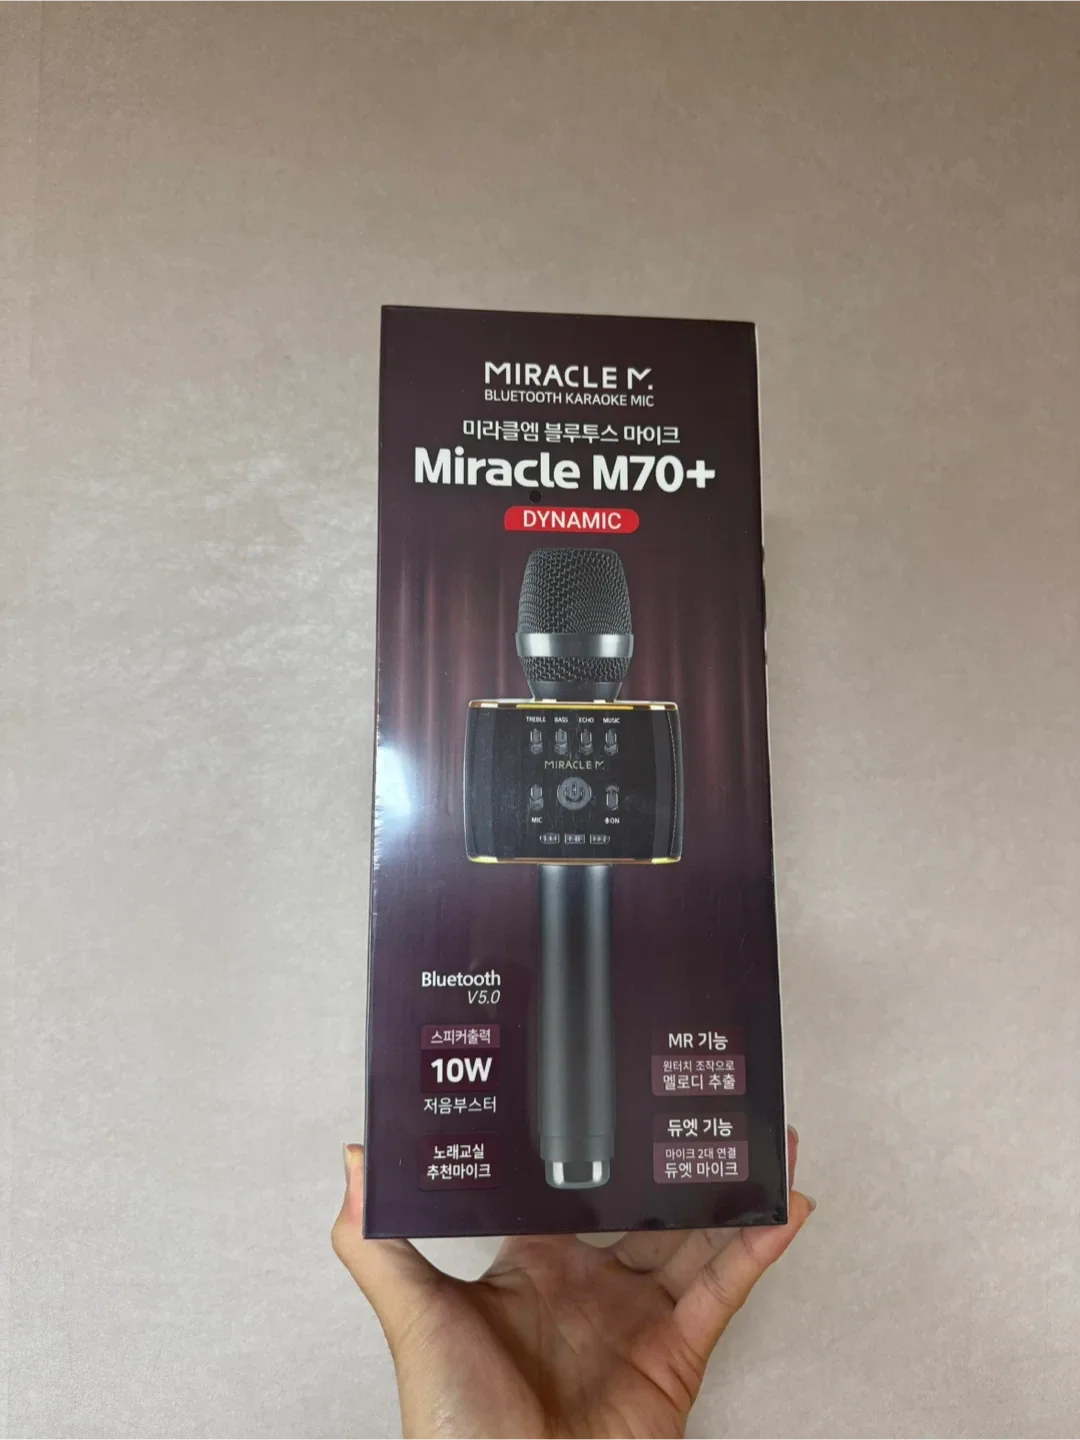 MIRACLE M.
BLUETOOTH KARAOKE MIC
미라클엠 블루투스 마이크
Miracle M70+
DYNAMIC
TREBLE BASS ECHO MUSIC
MIRACLE M.
MIC
ON
Bluetooth
V5.0
스피커출력
10W
저음부스터
노래교실
추천마이크
MR 기능
원터치 조작으로
멜로디 추출
듀엣 기능
마이크 2대 연결
듀엣 마이크